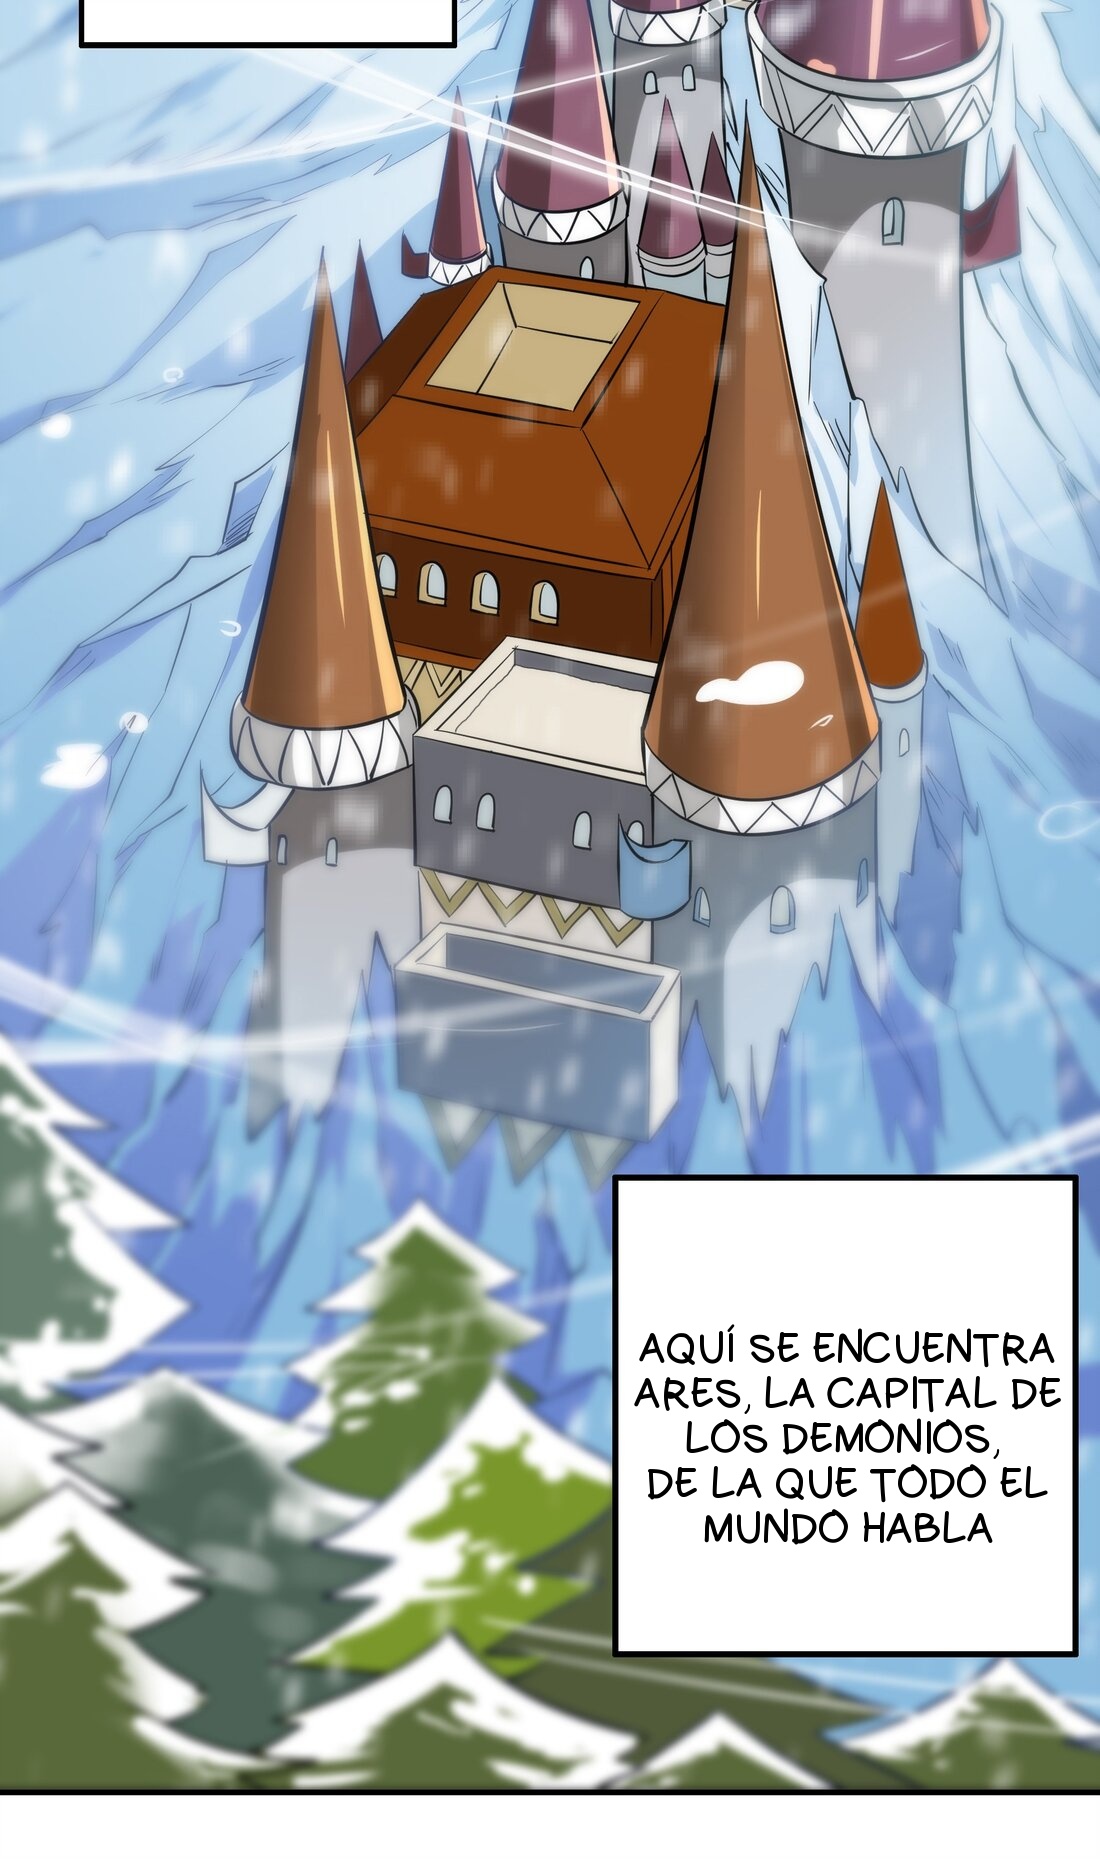 AQUÍ SE ENCUENTRA
ARES, LA CAPITAL DE
LOS DEMONIOS,
DE LA QUE TODO EL
MUNDO HABLA